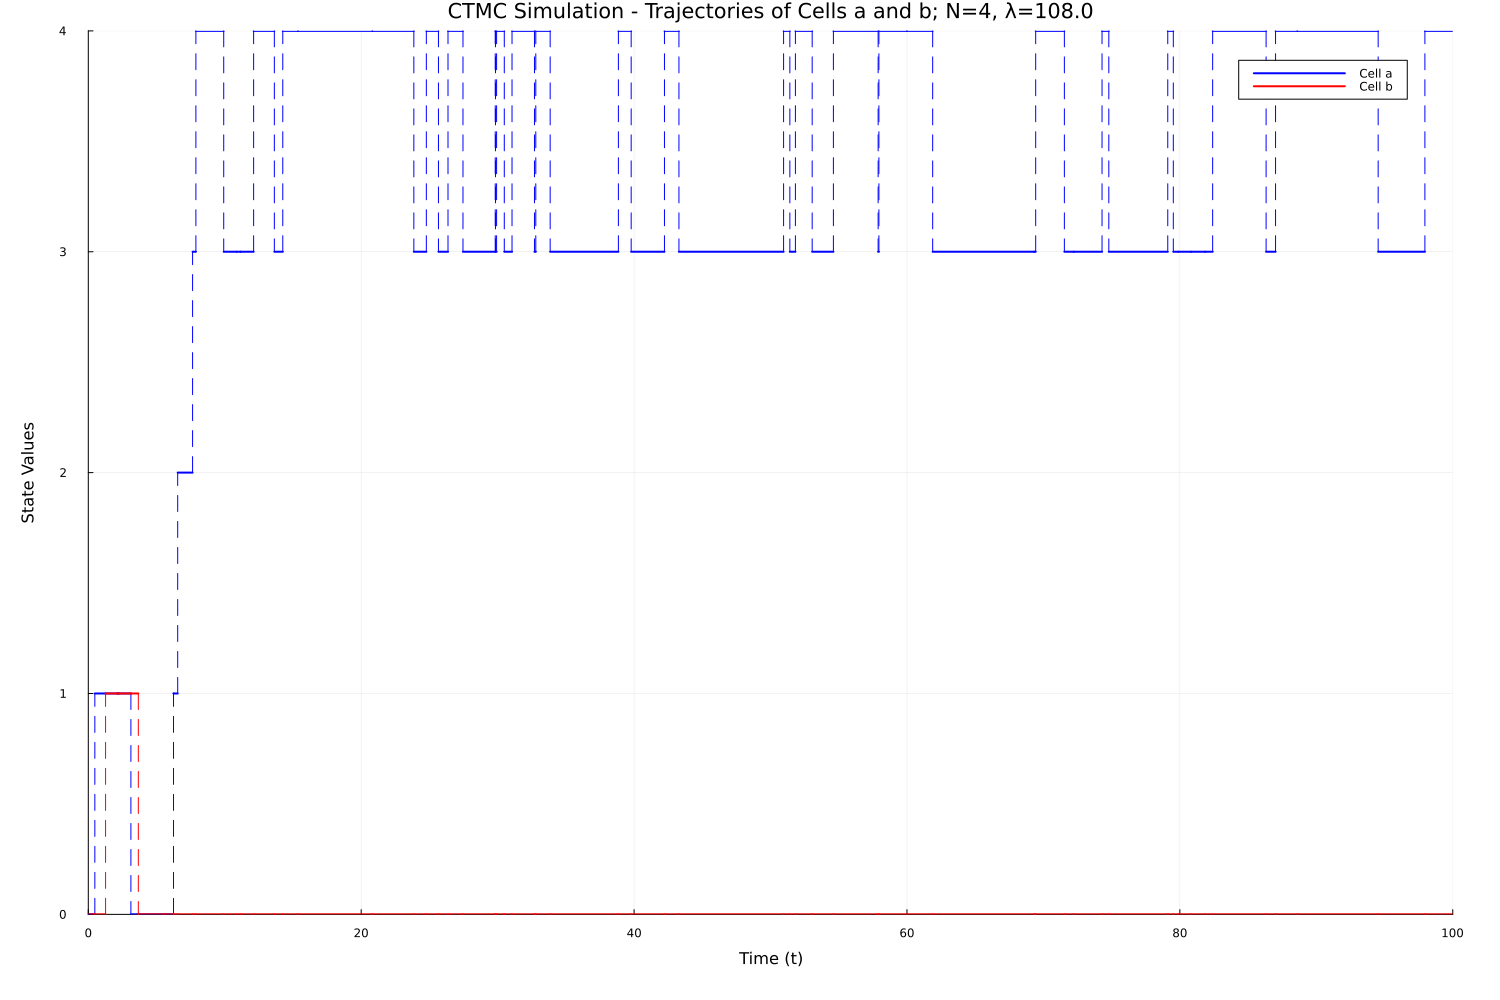 CTMC Simulation - Trajectories of Cells a and b; N=4, λ=108.0
4
Cell a
Cell b
3
State Values
2
1
0
0 20 40 60 80 100
Time (t)